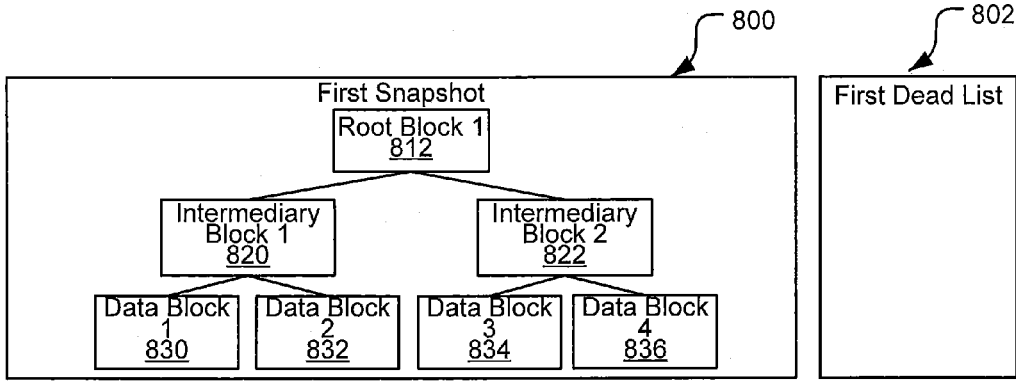 800
802
First Snapshot
First Dead List
Root Block 1
812
Intermediary
Block 1
820
Intermediary
Block 2
822
Data Block
1
830
Data Block
2
832
Data Block
3
834
Data Block
4
836